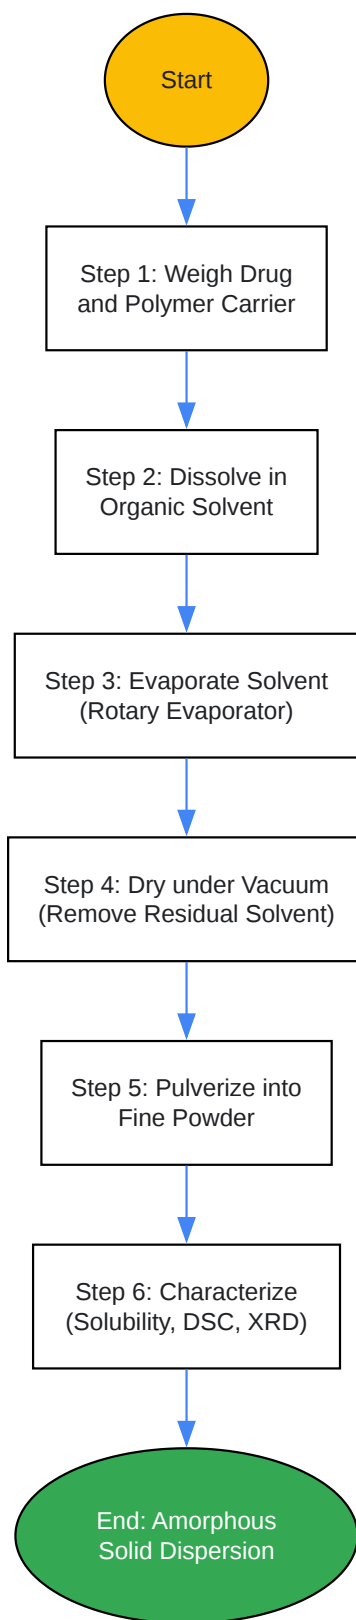 Start
Step 1: Weigh Drug
and Polymer Carrier
Step 2: Dissolve in
Organic Solvent
Step 3: Evaporate Solvent
(Rotary Evaporator)
Step 4: Dry under Vacuum
(Remove Residual Solvent)
Step 5: Pulverize into
Fine Powder
Step 6: Characterize
(Solubility, DSC, XRD)
End: Amorphous
Solid Dispersion